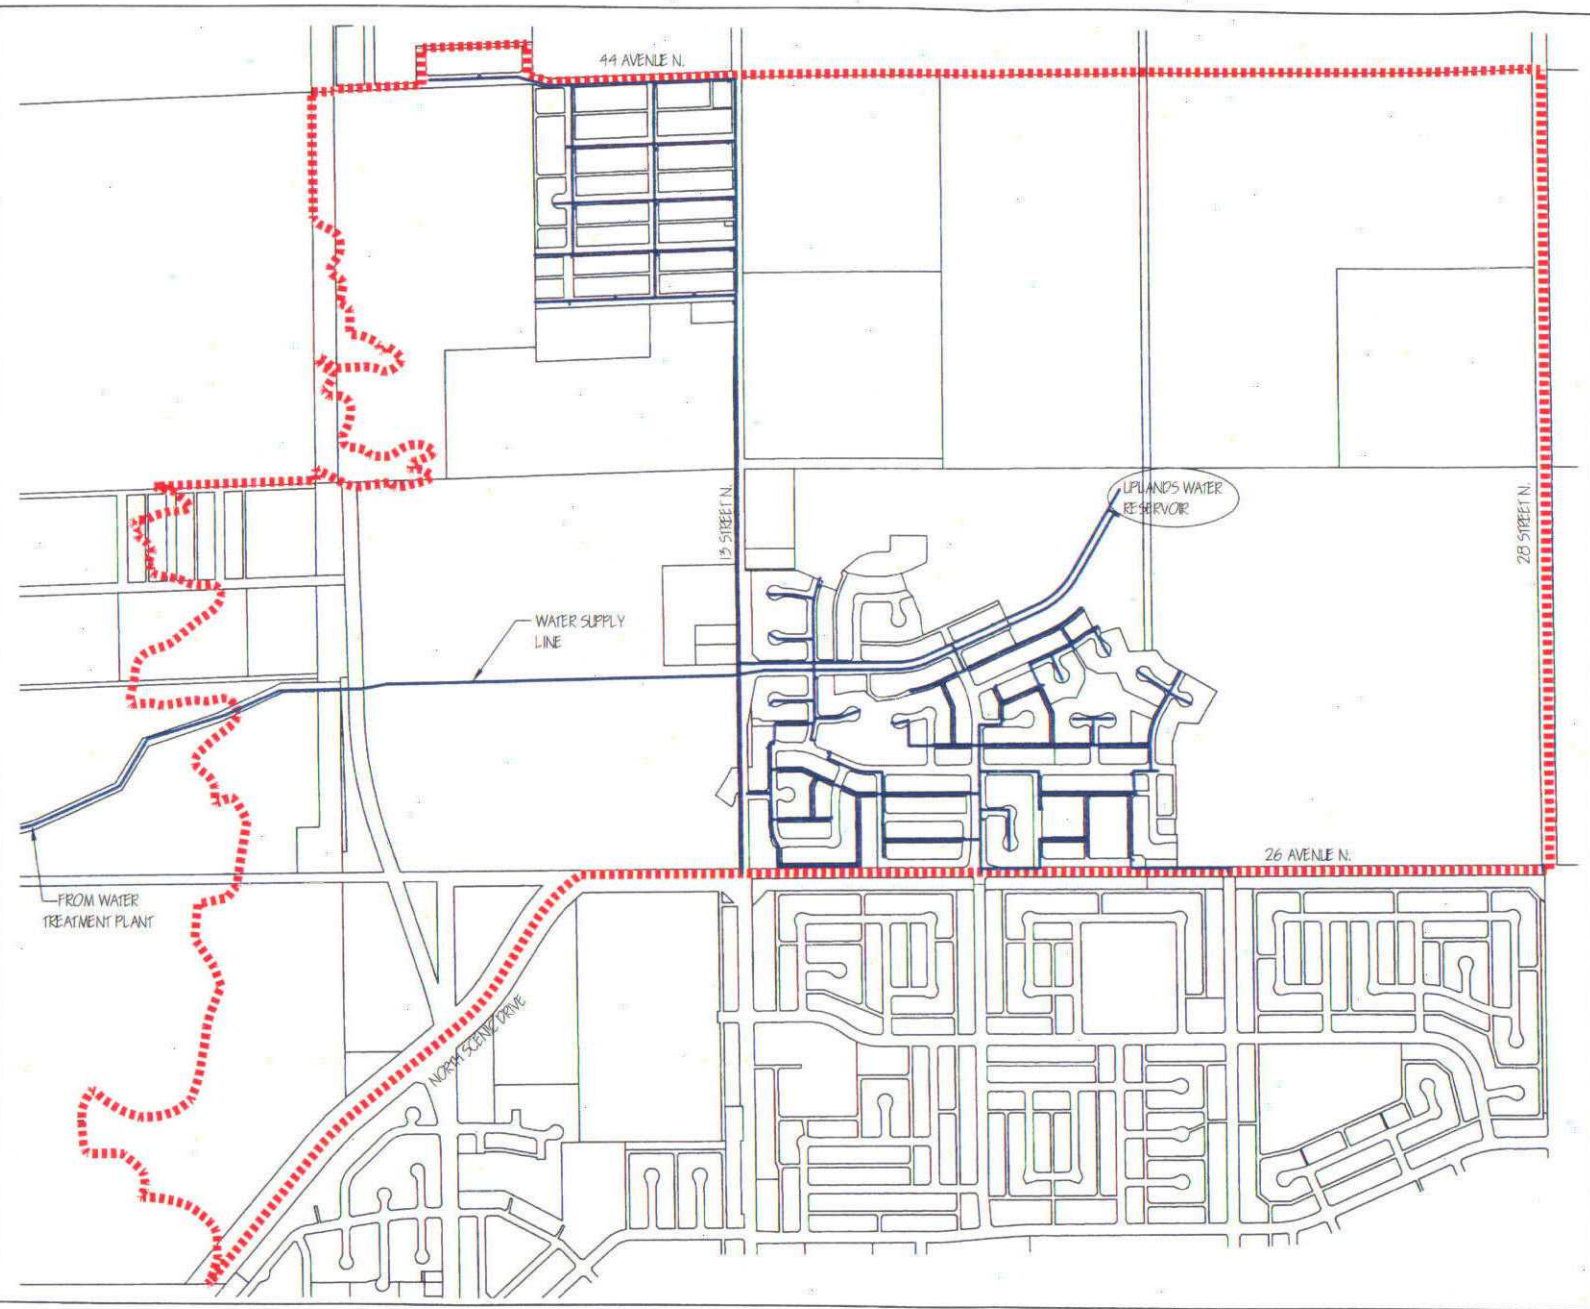 44 AVENUE N.
UPLANDS WATER
RESERVOIR
13 STREET N.
28 STREET N.
WATER SUPPLY
LINE
26 AVENUE N.
FROM WATER
TREATMENT PLANT
NORTH SCENIC DRIVE